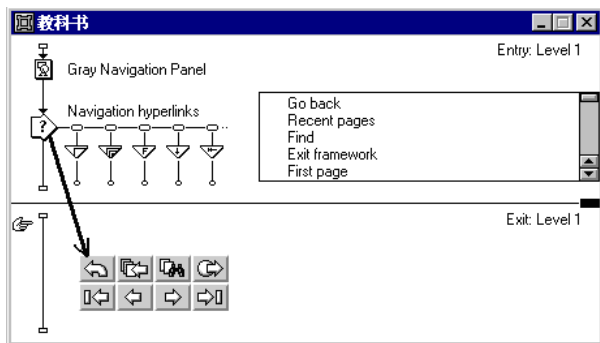 教科书
Entry: Level 1
Gray Navigation Panel
Navigation hyperlinks
Go back
Recent pages
Find
Exit framework
First page
Exit: Level 1